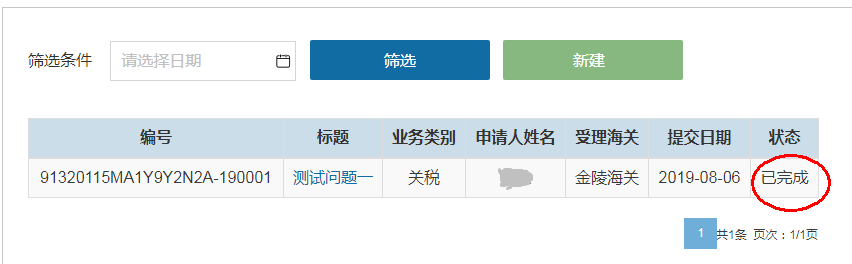 筛选条件 请选择日期 筛选 新建
编号 标题 业务类别 申请人姓名 受理海关 提交日期 状态
91320115MA1Y9Y2N2A-190001 测试问题一 关税 金陵海关 2019-08-06 已完成
1 共1条 页次：1/1页